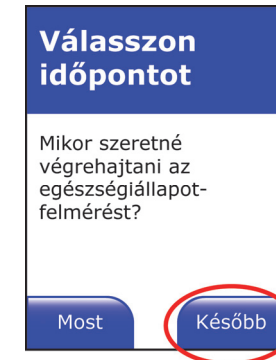 Válasszon
időpontot
Mikor szeretné
végrehajtani az
egészségiállapot-
felmérést?
Most
Később